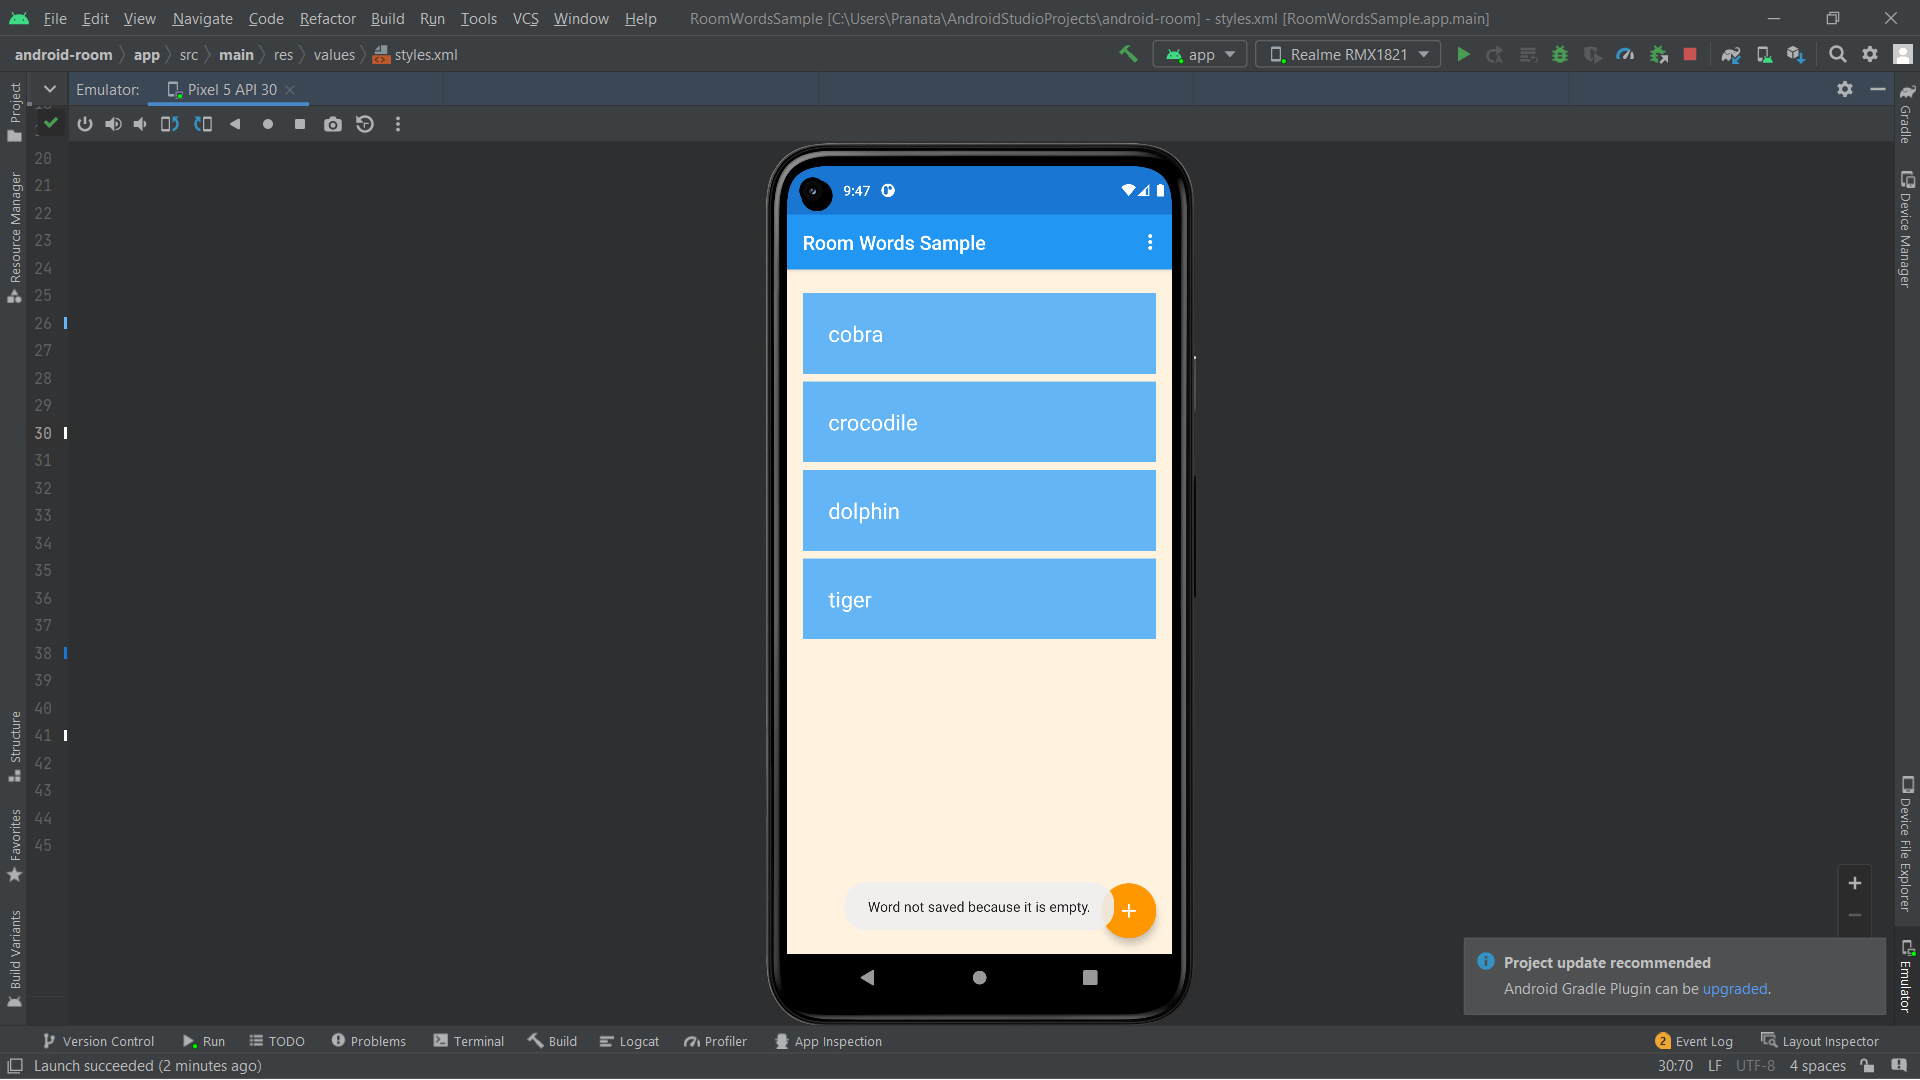 File Edit View Navigate Code Refactor Build Run Tools VCS Window Help RoomWordsSample [C:\Users\Pranata\AndroidStudioProjects\android-room] - styles.xml [RoomWordsSample.app.main]
android-room app src main res values styles.xml app Realme RMX1821
Emulator: Pixel 5 API 30
Project
Resource Manager
Structure
Favorites
Build Variants
20
21
22
23
24
25
26
27
28
29
30
31
32
33
34
35
36
37
38
39
40
41
42
43
44
45
9:47
Room Words Sample
cobra
crocodile
dolphin
tiger
Word not saved because it is empty.
+
Gradle
Device Manager
Device File Explorer
Emulator
Project update recommended
Android Gradle Plugin can be upgraded.
Version Control Run TODO Problems Terminal Build Logcat Profiler App Inspection 2 Event Log Layout Inspector
Launch succeeded (2 minutes ago) 30:70 LF UTF-8 4 spaces